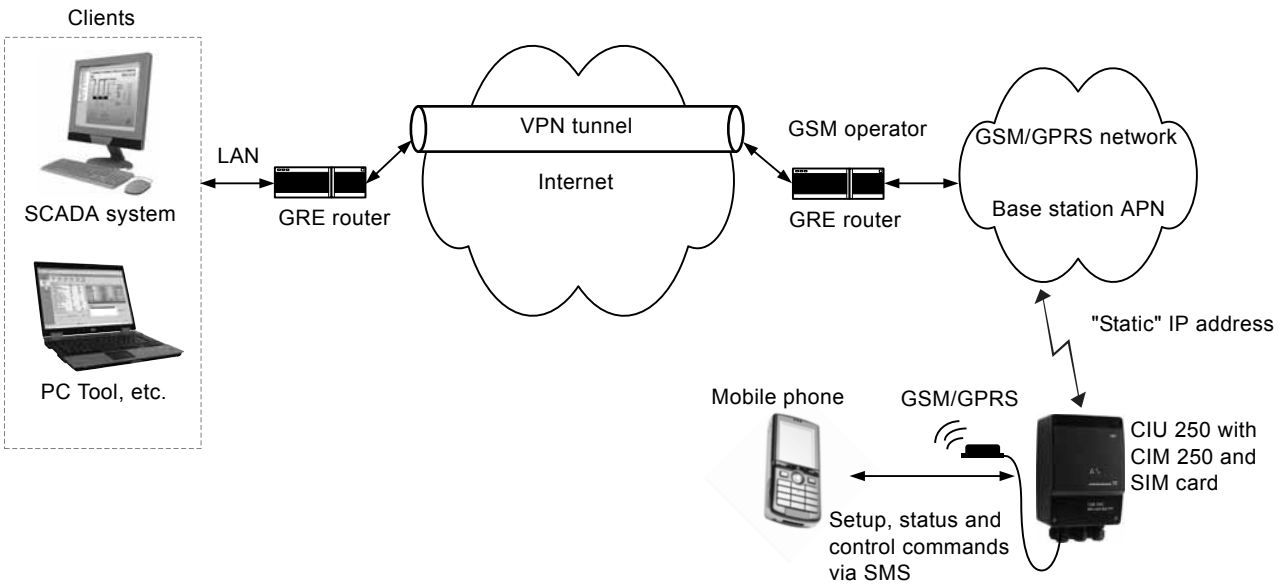 Clients
SCADA system
PC Tool, etc.
LAN
GRE router
VPN tunnel
Internet
GSM operator
GRE router
GSM/GPRS network
Base station APN
"Static" IP address
Mobile phone
GSM/GPRS
CIU 250 with
CIM 250 and
SIM card
Setup, status and
control commands
via SMS